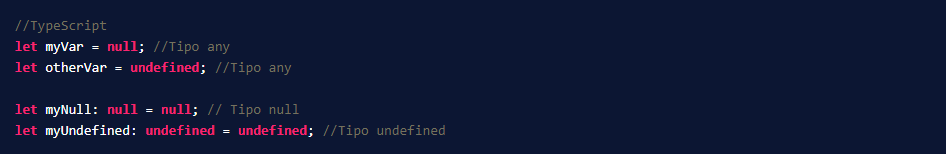 //TypeScript
let myVar = null; //Tipo any
let otherVar = undefined; //Tipo any
let myNull: null = null; // Tipo null
let myUndefined: undefined = undefined; //Tipo undefined